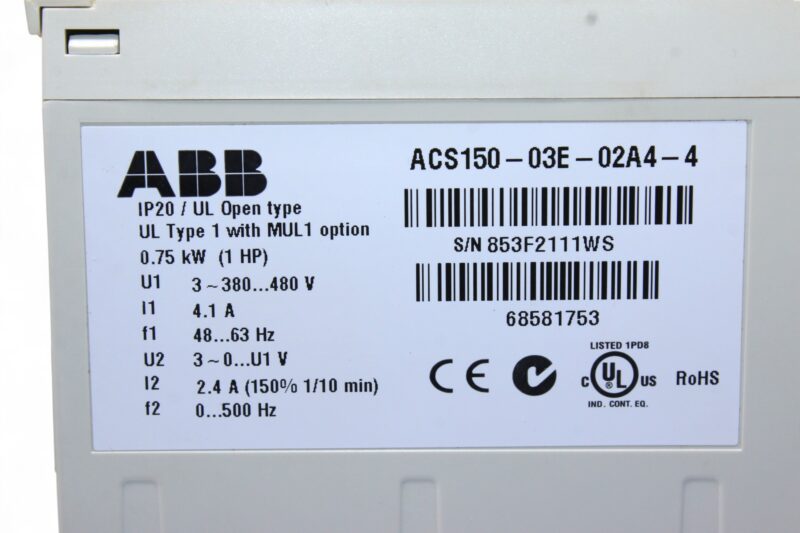 ABB
IP20 / UL Open type
UL Type 1 with MUL1 option
0.75 kW (1 HP)
U1 3~380...480 V
I1 4.1 A
f1 48...63 Hz
U2 3~0...U1 V
I2 2.4 A (150% 1/10 min)
f2 0...500 Hz
ACS150-03E-02A4-4
S/N 853F2111WS
68581753
CE
LISTED 1PD8
C UL ® US
IND. CONT. EQ.
RoHS